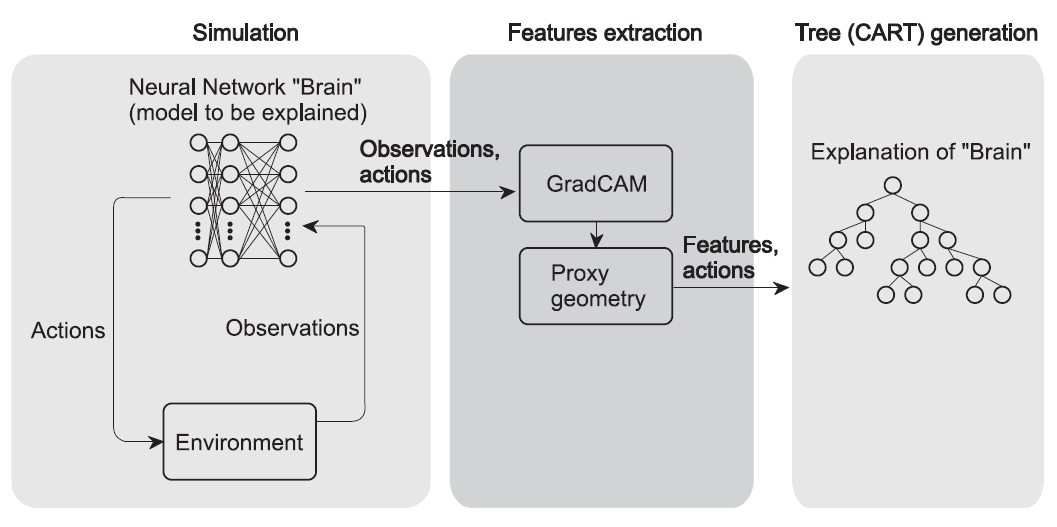 Simulation
Features extraction
Tree (CART) generation
Neural Network "Brain"
(model to be explained)
Observations,
actions
GradCAM
Explanation of "Brain"
Features,
actions
Proxy
geometry
Actions
Observations
Environment